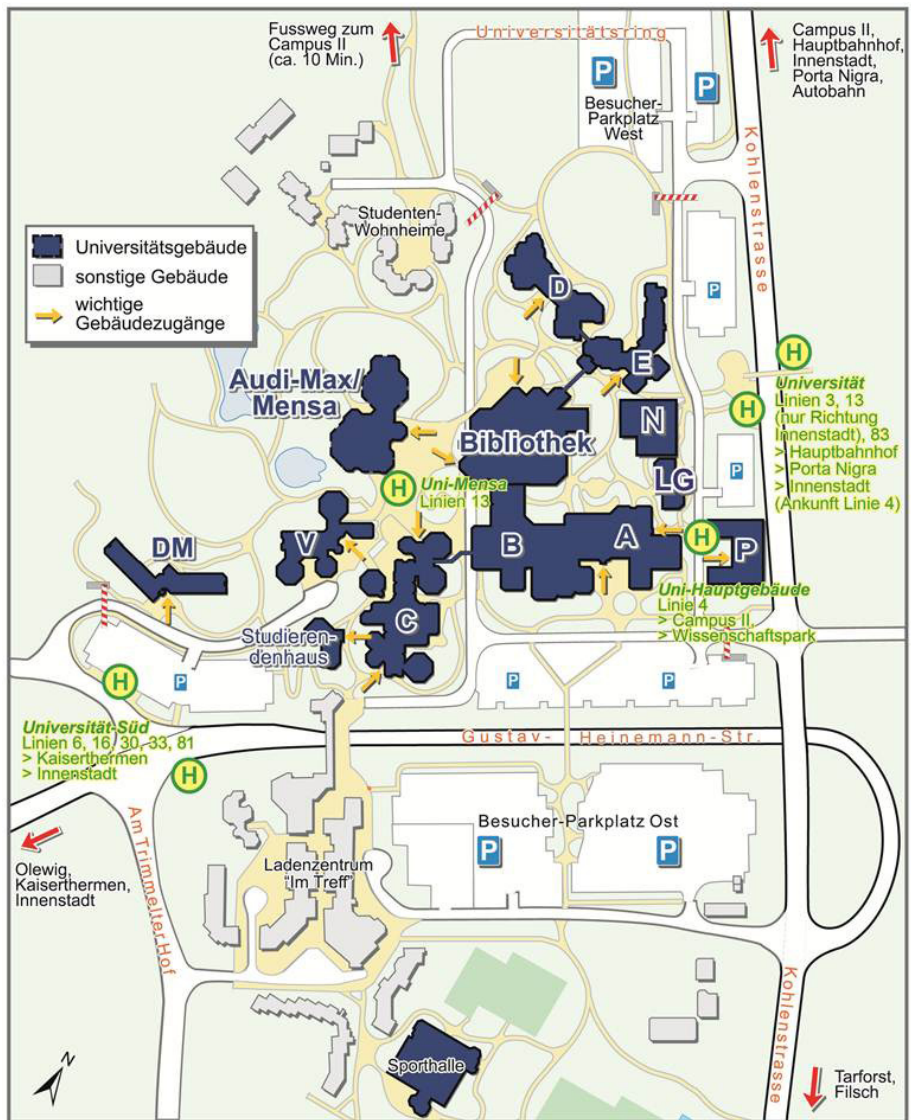 Fussweg zum
Campus II
(ca. 10 Min.)
Universitätsring
Campus II,
Hauptbahnhof,
Innenstadt,
Porta Nigra,
Autobahn
P
P
Besucher-
Parkplatz
West
Kohlenstrasse
Studenten-
Wohnheime
Universitätsgebäude
sonstige Gebäude
wichtige
Gebäudezugänge
D
P
E
H
Audi-Max/
Mensa
Universität
Linien 3, 13
(nur Richtung
Innenstadt), 83
> Hauptbahnhof
> Porta Nigra
> Innenstadt
(Ankunft Linie 4)
H
N
Bibliothek
P
LG
H
Uni-Mensa
Linien 13
DM
V
B
A
H
P
Uni-Hauptgebäude
Linie 4
> Campus II,
> Wissenschaftspark
C
Studieren-
denhaus
H
P
P
P
Universität-Süd
Linien 6, 16, 30, 33, 81
> Kaiserthermen
> Innenstadt
Gustav-Heinemann-Str.
H
Am Trimmelter Hof
Besucher-Parkplatz Ost
P
P
Olewig,
Kaiserthermen,
Innenstadt
Ladenzentrum
"Im Treff"
Kohlenstrasse
Sporthalle
N
Tarforst,
Filsch